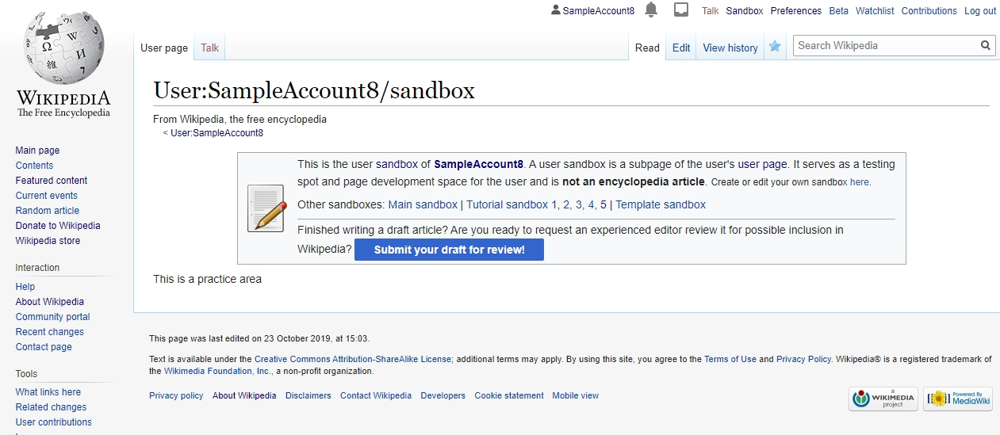 SampleAccount8 Talk Sandbox Preferences Beta Watchlist Contributions Log out
User page Talk Read Edit View history Search Wikipedia
WIKIPEDIA
The Free Encyclopedia
Main page
Contents
Featured content
Current events
Random article
Donate to Wikipedia
Wikipedia store
Interaction
Help
About Wikipedia
Community portal
Recent changes
Contact page
Tools
What links here
Related changes
User contributions
User:SampleAccount8/sandbox
From Wikipedia, the free encyclopedia
< User:SampleAccount8
This is the user sandbox of SampleAccount8. A user sandbox is a subpage of the user's user page. It serves as a testing
spot and page development space for the user and is not an encyclopedia article. Create or edit your own sandbox here.
Other sandboxes: Main sandbox | Tutorial sandbox 1, 2, 3, 4, 5 | Template sandbox
Finished writing a draft article? Are you ready to request an experienced editor review it for possible inclusion in
Wikipedia? Submit your draft for review!
This is a practice area
This page was last edited on 23 October 2019, at 15:03.
Text is available under the Creative Commons Attribution-ShareAlike License; additional terms may apply. By using this site, you agree to the Terms of Use and Privacy Policy. Wikipedia® is a registered trademark of
the Wikimedia Foundation, Inc., a non-profit organization.
Privacy policy About Wikipedia Disclaimers Contact Wikipedia Developers Cookie statement Mobile view
a
WIKIMEDIA
project
Powered By
MediaWiki